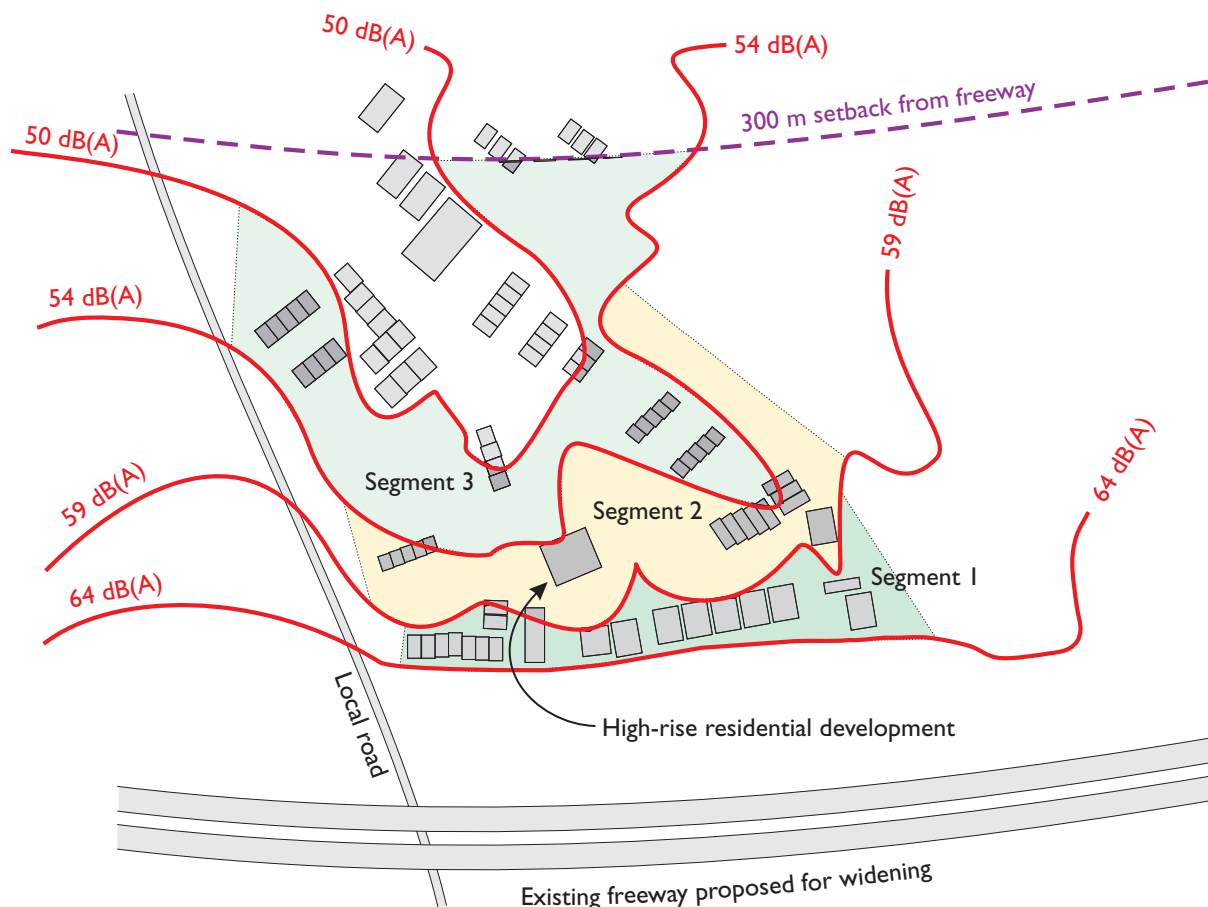 50 dB(A)
54 dB(A)
300 m setback from freeway
50 dB(A)
59 dB(A)
54 dB(A)
59 dB(A)
64 dB(A)
Segment 3
Segment 2
Segment 1
64 dB(A)
Local road
High-rise residential development
Existing freeway proposed for widening